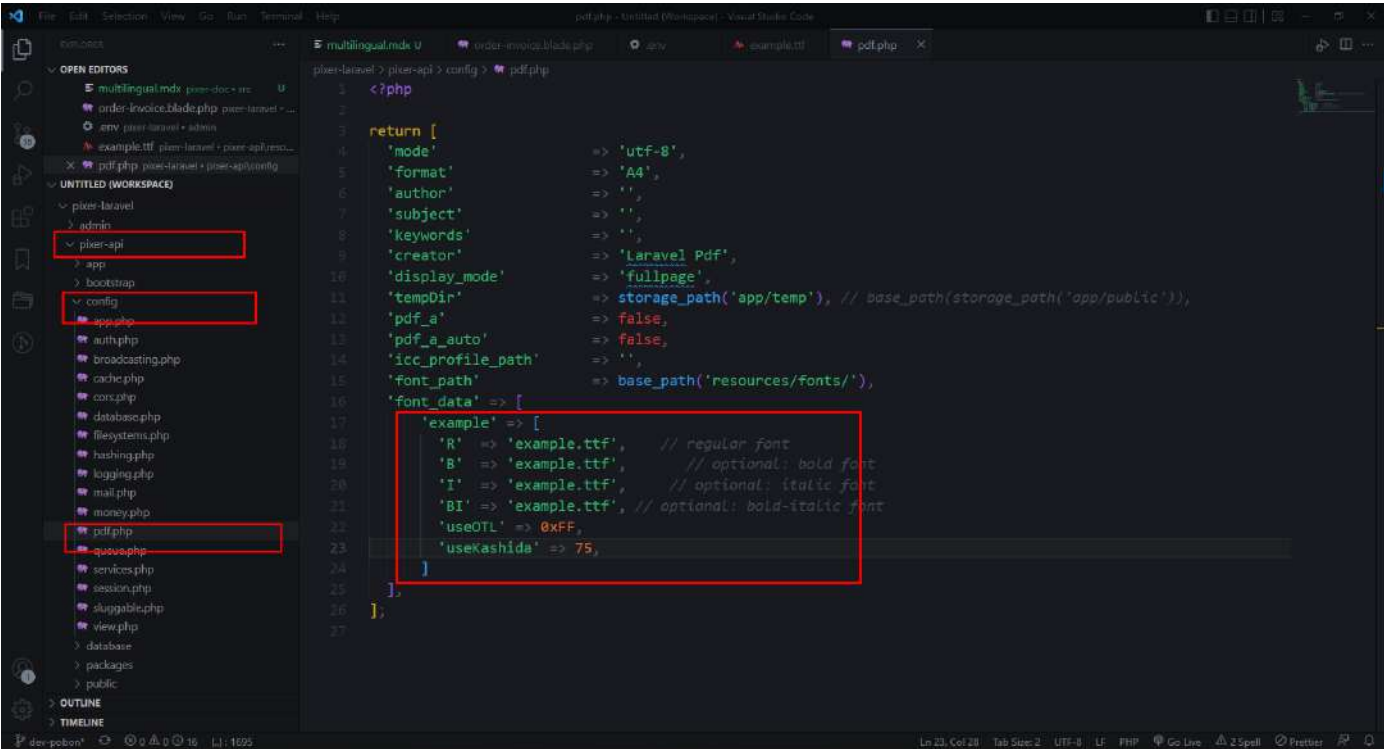 File Edit Selection View Go Run Terminal Help
pdf.php - Untitled (Workspace) - Visual Studio Code
EXPLORER
multilingual.mdx U order-invoice.blade.php .env example.ttf pdf.php
OPEN EDITORS
multilingual.mdx pixer-doc • src U
order-invoice.blade.php pixer-laravel • ...
.env pixer-laravel • admin
example.ttf pixer-laravel • pixer-api\reso...
pdf.php pixer-laravel • pixer-api\config
UNTITLED (WORKSPACE)
pixer-laravel
admin
pixer-api
app
bootstrap
config
app.php
auth.php
broadcasting.php
cache.php
cors.php
database.php
filesystems.php
hashing.php
logging.php
mail.php
money.php
pdf.php
queue.php
services.php
session.php
sluggable.php
view.php
database
packages
public
OUTLINE
TIMELINE
pixer-laravel > pixer-api > config > pdf.php
1 <?php
2
3 return [
4 'mode' => 'utf-8',
5 'format' => 'A4',
6 'author' => '',
7 'subject' => '',
8 'keywords' => '',
9 'creator' => 'Laravel Pdf',
10 'display_mode' => 'fullpage',
11 'tempDir' => storage_path('app/temp'), // base_path(storage_path('app/public')),
12 'pdf_a' => false,
13 'pdf_a_auto' => false,
14 'icc_profile_path' => '',
15 'font_path' => base_path('resources/fonts/'),
16 'font_data' => [
17 'example' => [
18 'R' => 'example.ttf', // regular font
19 'B' => 'example.ttf', // optional: bold font
20 'I' => 'example.ttf', // optional: italic font
21 'BI' => 'example.ttf', // optional: bold-italic font
22 'useOTL' => 0xFF,
23 'useKashida' => 75,
24 ]
25 ],
26 ];
27
dev-pobon* 0 0 16 [..] : 1695 Ln 23, Col 28 Tab Size: 2 UTF-8 LF PHP Go Live 2 Spell Prettier